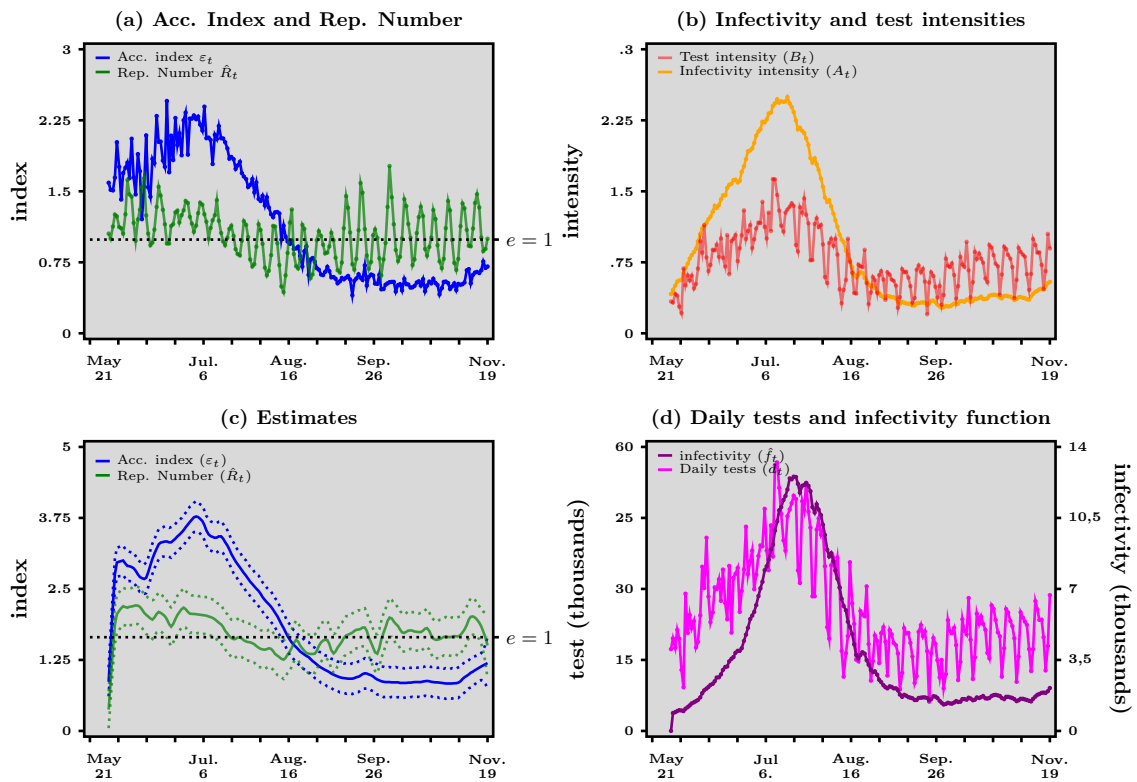 (a) Acc. Index and Rep. Number
3
2.25
1.5
0.75
0
index
Acc. index εt
Rep. Number R̂t
e = 1
May 21
Jul. 6
Aug. 16
Sep. 26
Nov. 19
(b) Infectivity and test intensities
3
2.25
1.5
.75
0
intensity
Test intensity (Bt)
Infectivity intensity (At)
May 21
Jul. 6
Aug. 16
Sep. 26
Nov. 19
(c) Estimates
5
3.75
2.5
1.25
0
index
Acc. index (εt)
Rep. Number (R̂t)
e = 1
May 21
Jul. 6
Aug. 16
Sep. 26
Nov. 19
(d) Daily tests and infectivity function
60
25
30
15
0
test (thousands)
infectivity (f̂t)
Daily tests (dt)
14
10,5
7
3,5
0
infectivity (thousands)
May 21
Jul 6.
Aug. 16
Sep. 26
Nov. 19